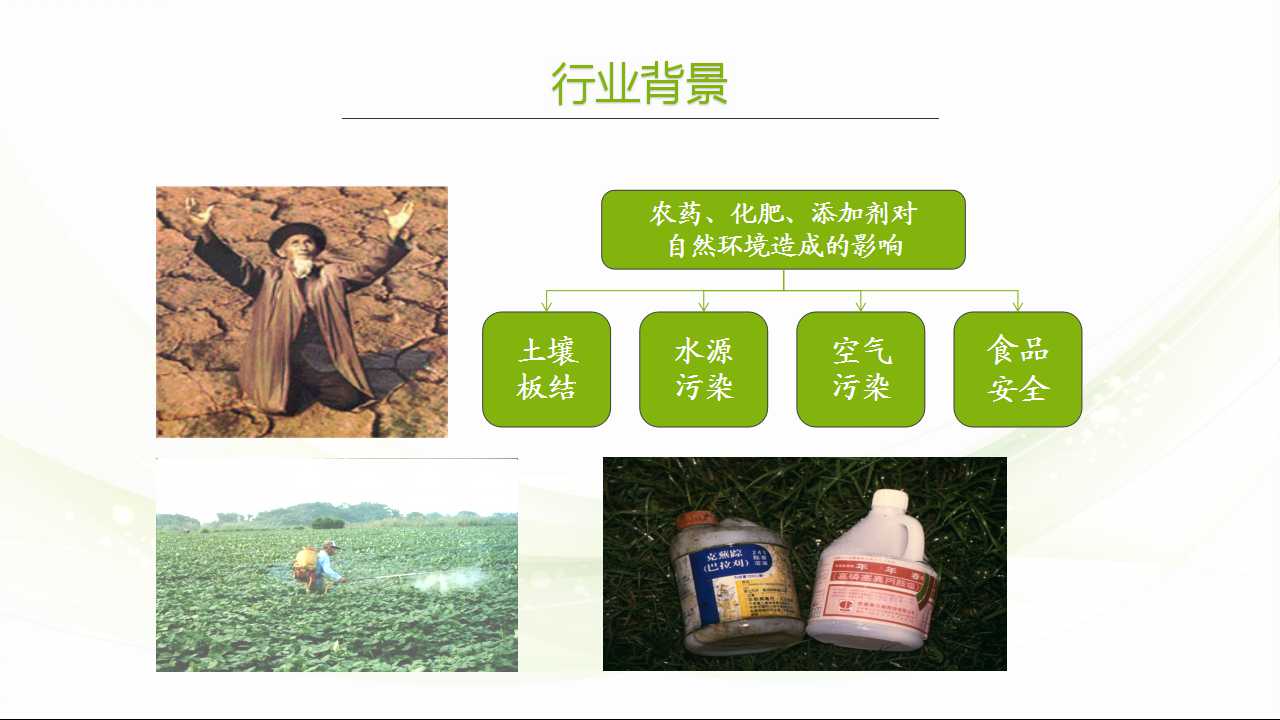 行业背景
农药、化肥、添加剂对
自然环境造成的影响
土壤
板结
水源
污染
空气
污染
食品
安全
克蕪踪
(巴拉刈)
年年春